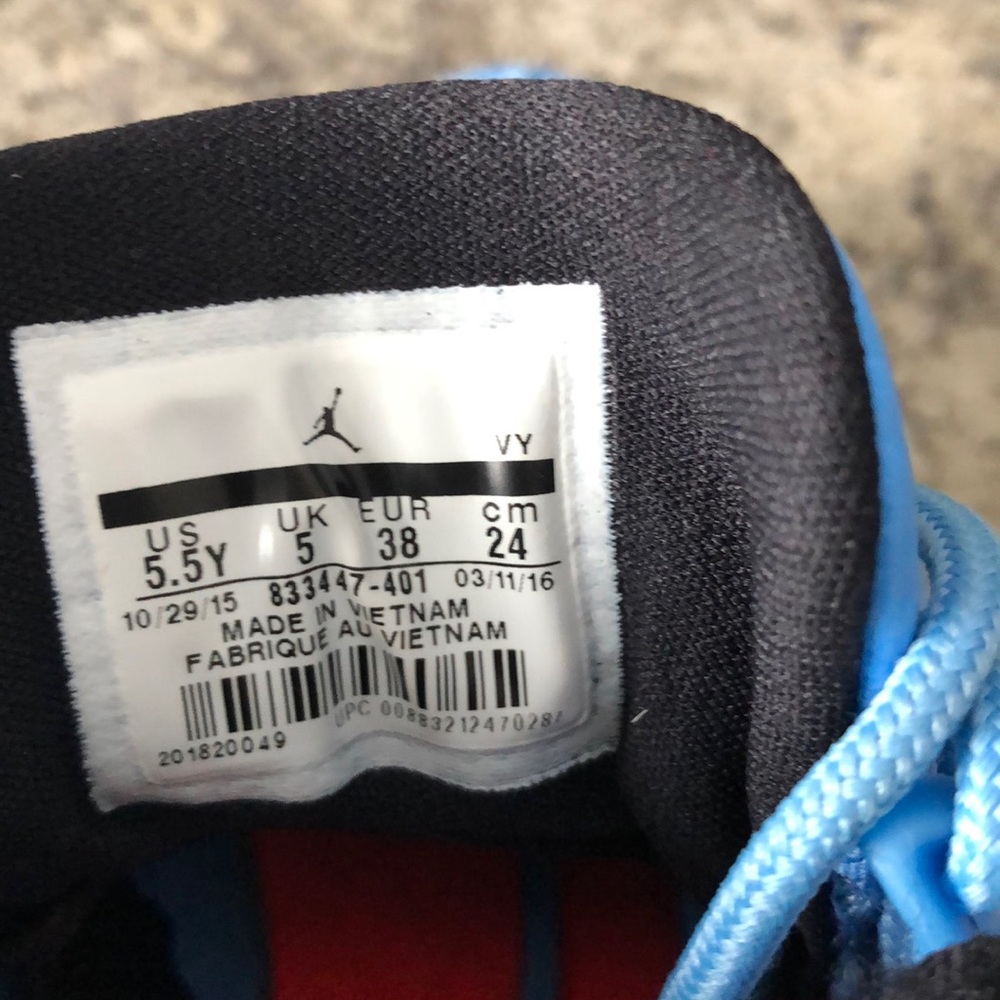 VY
US UK EUR cm
5.5Y 5 38 24
10/29/15 833447-401 03/11/16
MADE IN VIETNAM
FABRIQUE AU VIETNAM
UPC 00883212470287
201820049